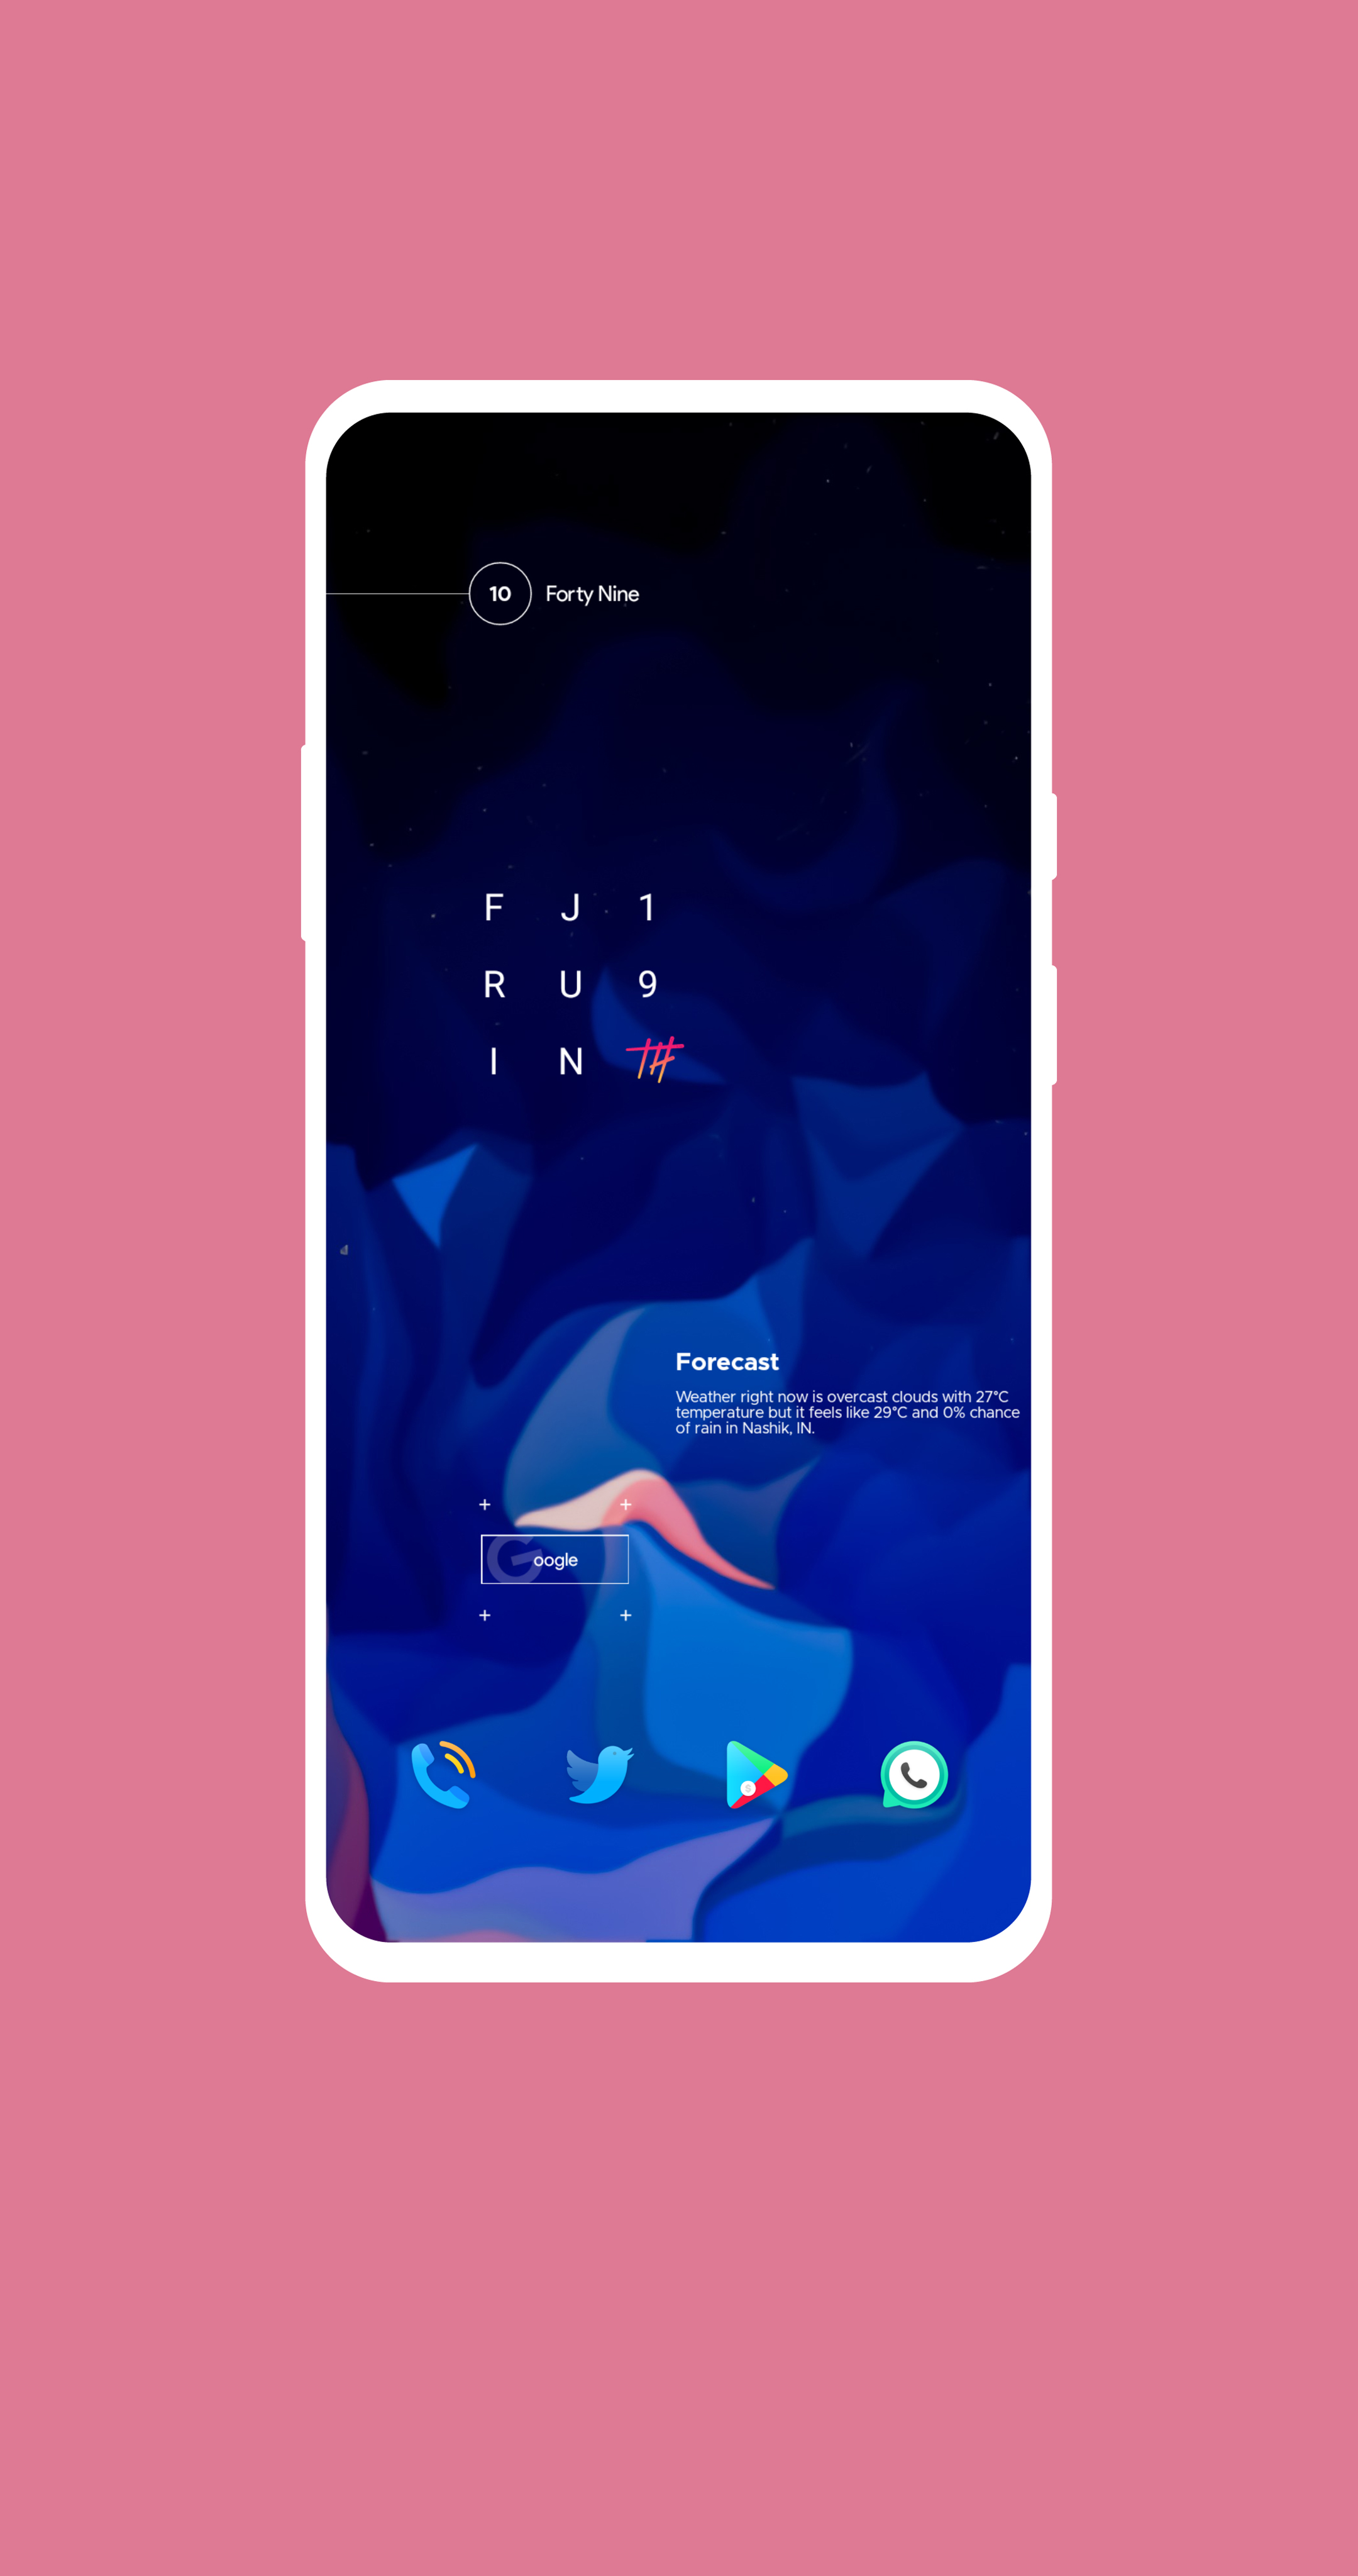 10 Forty Nine
F J 1
R U 9
I N TH
Forecast
Weather right now is overcast clouds with 27°C
temperature but it feels like 29°C and 0% chance
of rain in Nashik, IN.
+ +
Google
+ +